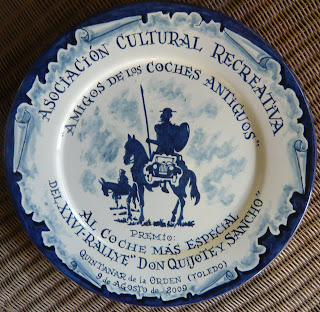 ASOCIACIÓN CULTURAL RECREATIVA
"AMIGOS DE LOS COCHES ANTIGUOS"
PREMIO:
AL COCHE MÁS ESPECIAL
DEL XXVI RALLYE "DON QUIJOTE Y SANCHO"
QUINTANAR DE LA ORDEN (TOLEDO)
9 DE AGOSTO DE 2009